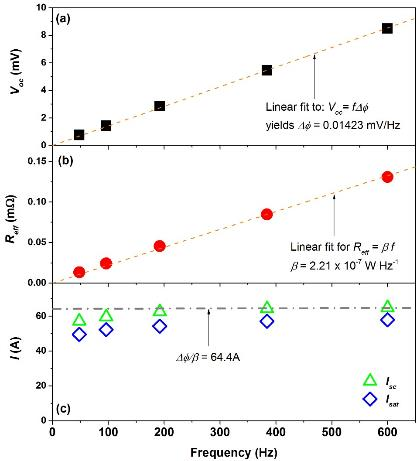 (a)
10
8
6
4
2
0
V_oc (mV)
Linear fit to: V_oc = fΔϕ
yields Δϕ = 0.01423 mV/Hz
(b)
0.15
0.10
0.05
0.00
R_eff (mΩ)
Linear fit for R_eff = β f
β = 2.21 x 10^-7 W Hz^-1
60
40
20
0
I (A)
Δϕ/β = 64.4A
I_sc
I_sat
(c)
0 100 200 300 400 500 600
Frequency (Hz)